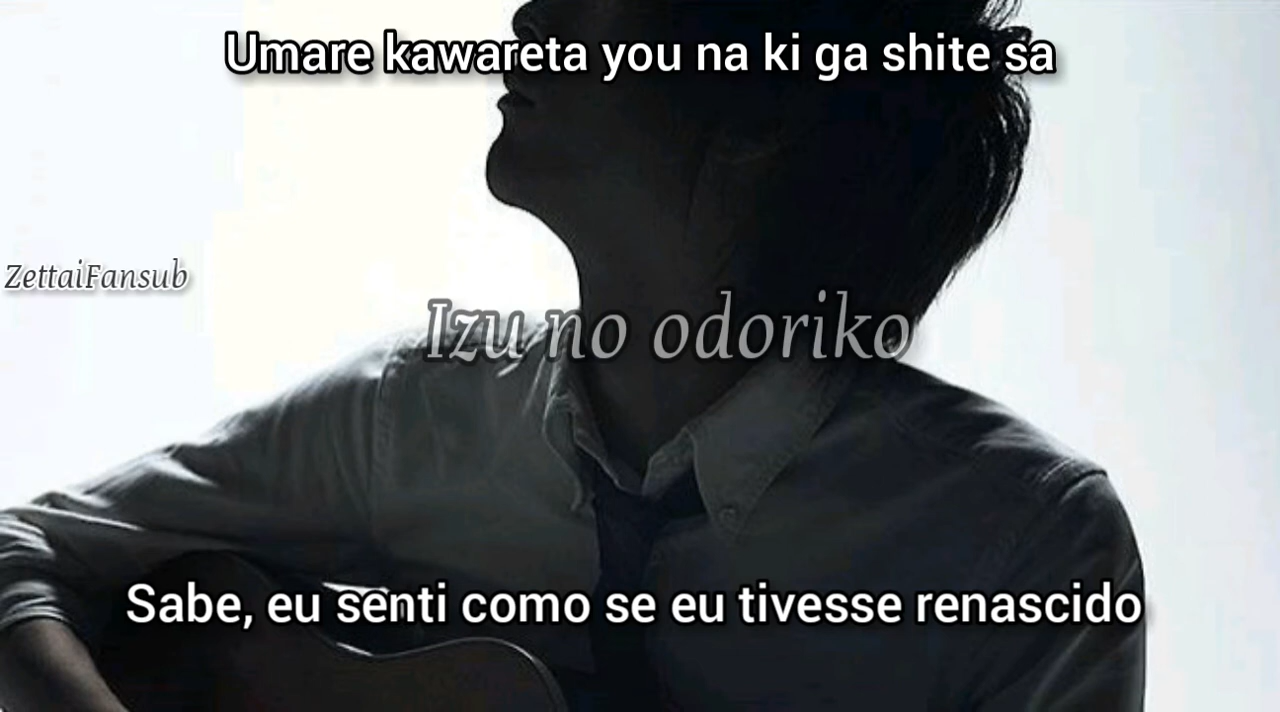 Umare kawareta you na ki ga shite sa
ZettaiFansub
Izu no odoriko
Sabe, eu senti como se eu tivesse renascido